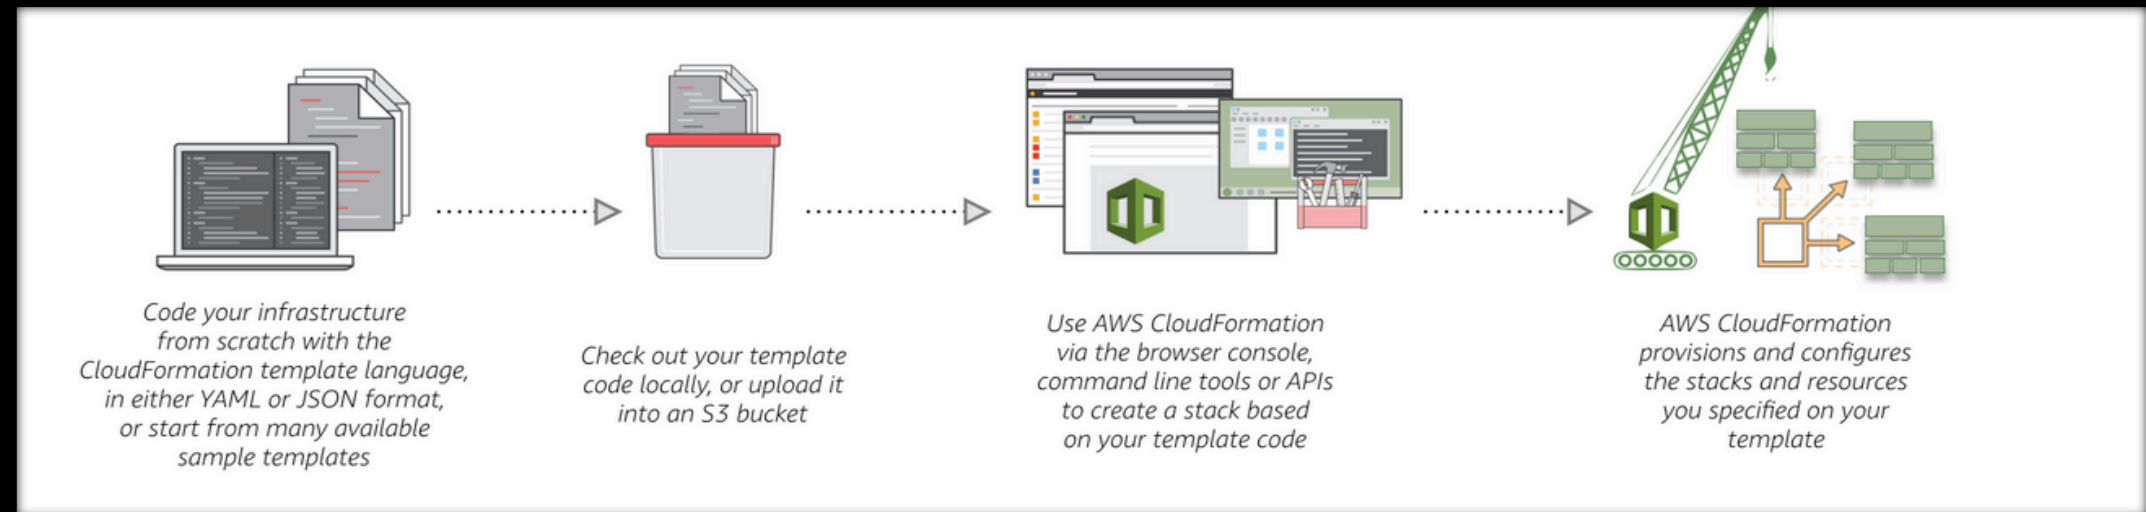 Code your infrastructure
from scratch with the
CloudFormation template language,
in either YAML or JSON format,
or start from many available
sample templates
Check out your template
code locally, or upload it
into an S3 bucket
Use AWS CloudFormation
via the browser console,
command line tools or APIs
to create a stack based
on your template code
AWS CloudFormation
provisions and configures
the stacks and resources
you specified on your
template